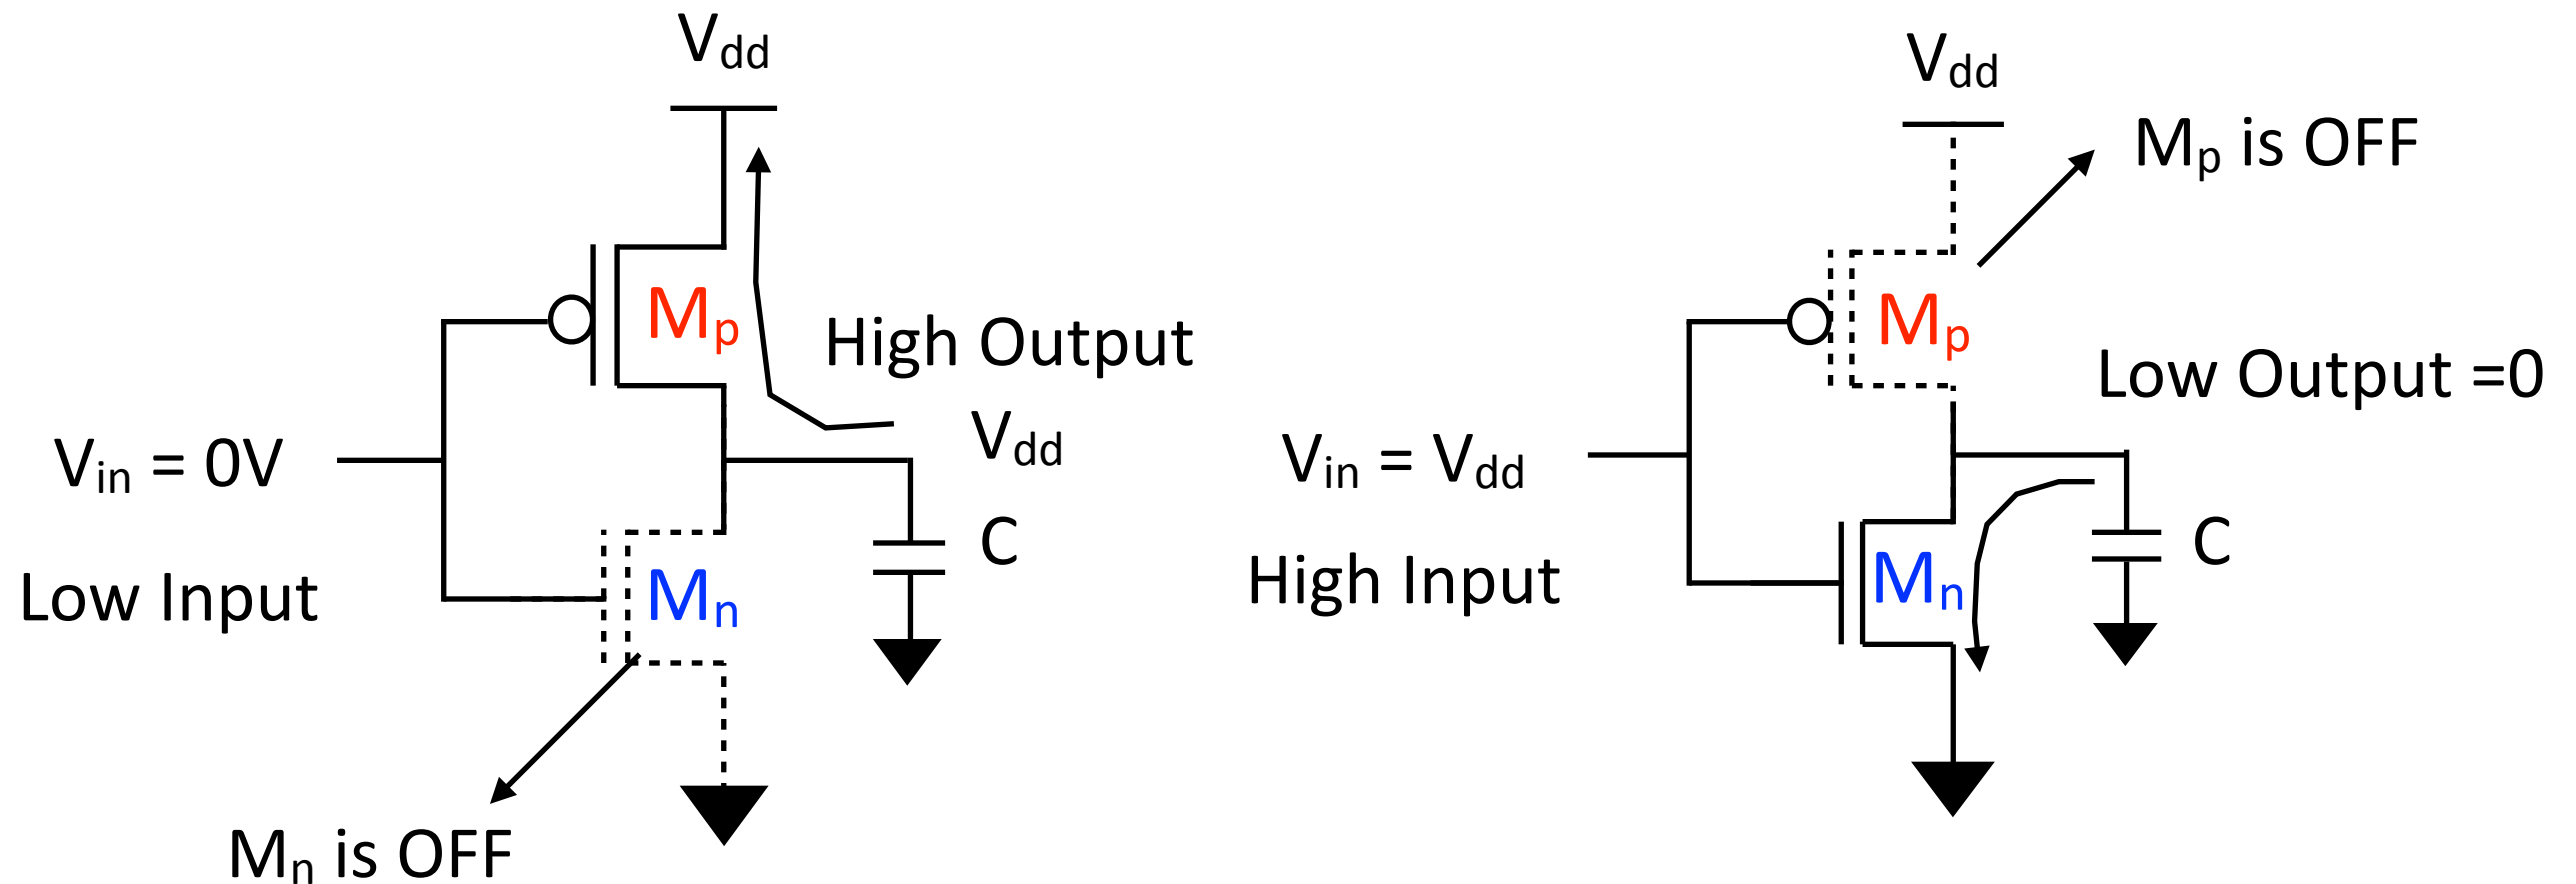 Vdd
Mp
High Output
Vdd
Vin = 0V
Low Input
C
Mn
Mn is OFF
Vdd
Mp is OFF
Mp
Low Output =0
Vin = Vdd
High Input
C
Mn